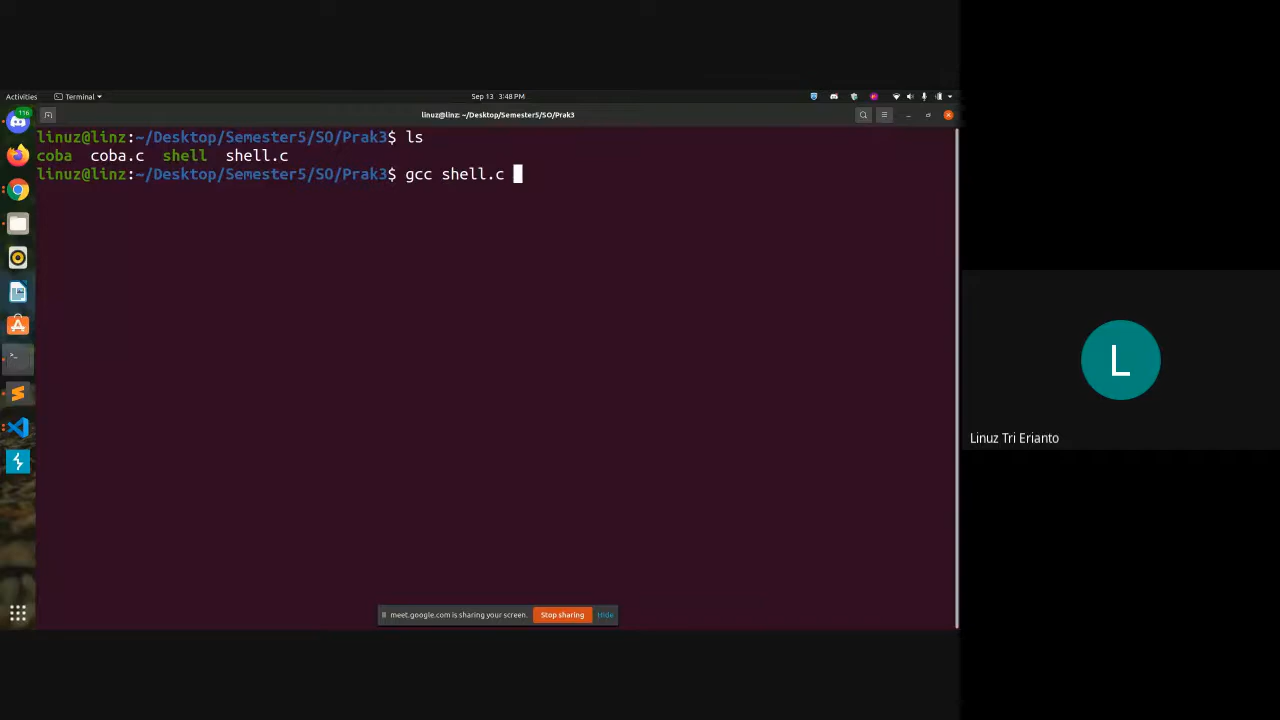 Activities
Terminal
Sep 13 3:48 PM
116
linuz@linz: ~/Desktop/Semester5/SO/Prak3
linuz@linz:~/Desktop/Semester5/SO/Prak3$ ls
coba coba.c shell shell.c
linuz@linz:~/Desktop/Semester5/SO/Prak3$ gcc shell.c
L
Linuz Tri Erianto
meet.google.com is sharing your screen.
Stop sharing
Hide